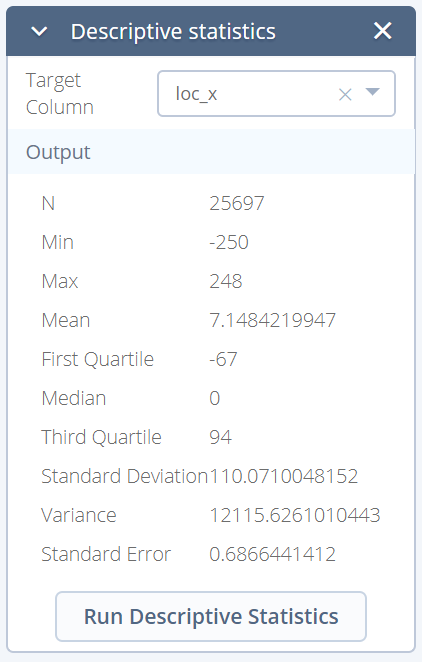 Descriptive statistics
Target
Column
loc_x
Output
N 25697
Min -250
Max 248
Mean 7.1484219947
First Quartile -67
Median 0
Third Quartile 94
Standard Deviation 110.0710048152
Variance 12115.6261010443
Standard Error 0.6866441412
Run Descriptive Statistics